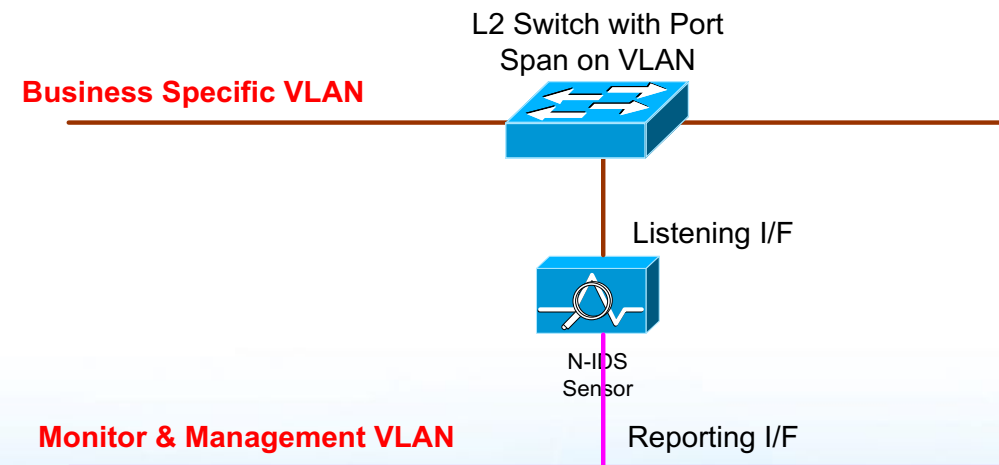 L2 Switch with Port
Span on VLAN
Business Specific VLAN
Listening I/F
N-IDS
Sensor
Monitor & Management VLAN
Reporting I/F